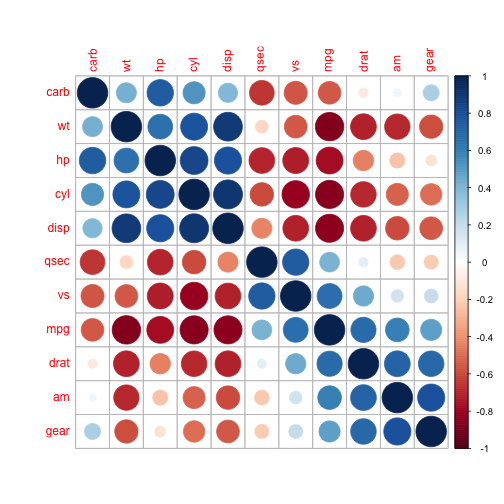 carb wt hp cyl disp qsec vs mpg drat am gear
carb
wt
hp
cyl
disp
qsec
vs
mpg
drat
am
gear
1
0.8
0.6
0.4
0.2
0
-0.2
-0.4
-0.6
-0.8
-1